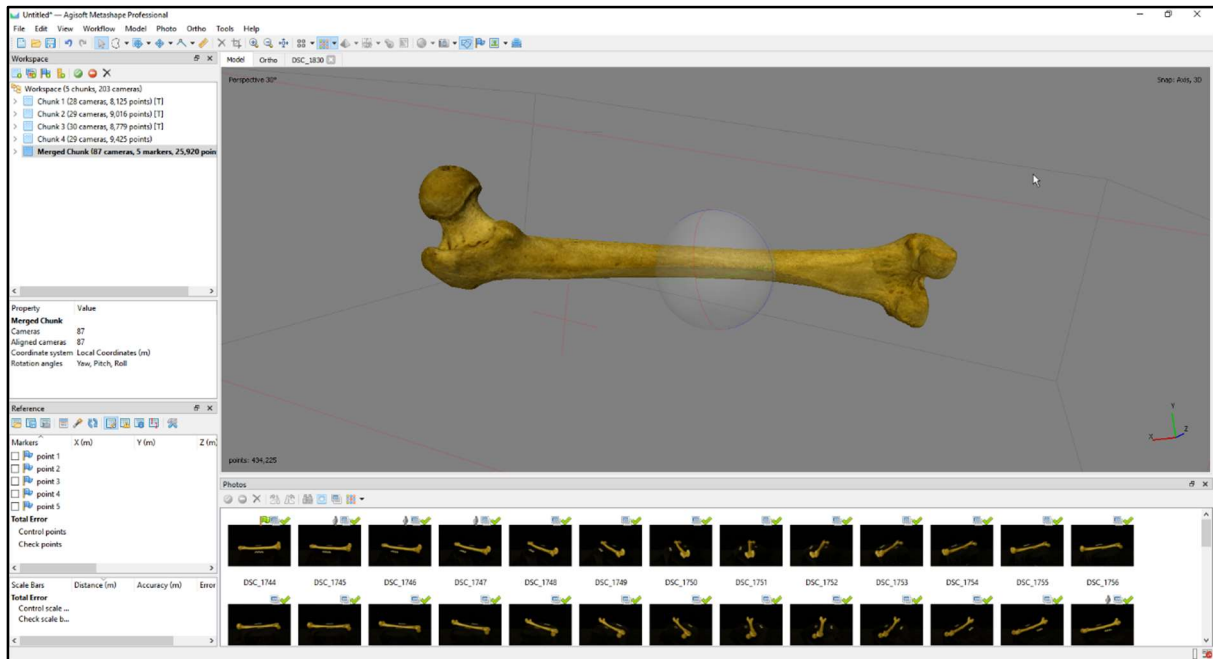 Untitled* — Agisoft Metashape Professional
File Edit View Workflow Model Photo Ortho Tools Help
Workspace
Workspace (5 chunks, 203 cameras)
Chunk 1 (28 cameras, 8,125 points) [T]
Chunk 2 (29 cameras, 9,016 points) [T]
Chunk 3 (30 cameras, 8,779 points) [T]
Chunk 4 (29 cameras, 9,425 points)
Merged Chunk (87 cameras, 5 markers, 25,920 poin
Property Value
Merged Chunk
Cameras 87
Aligned cameras 87
Coordinate system Local Coordinates (m)
Rotation angles Yaw, Pitch, Roll
Reference
Markers X (m) Y (m) Z (m)
point 1
point 2
point 3
point 4
point 5
Total Error
Control points
Check points
Scale Bars Distance (m) Accuracy (m) Error
Total Error
Control scale ...
Check scale b...
Model Ortho DSC_1830
Perspective 30°
Snap: Axis, 3D
Y
X Z
points: 434,225
Photos
DSC_1744 DSC_1745 DSC_1746 DSC_1747 DSC_1748 DSC_1749 DSC_1750 DSC_1751 DSC_1752 DSC_1753 DSC_1754 DSC_1755 DSC_1756